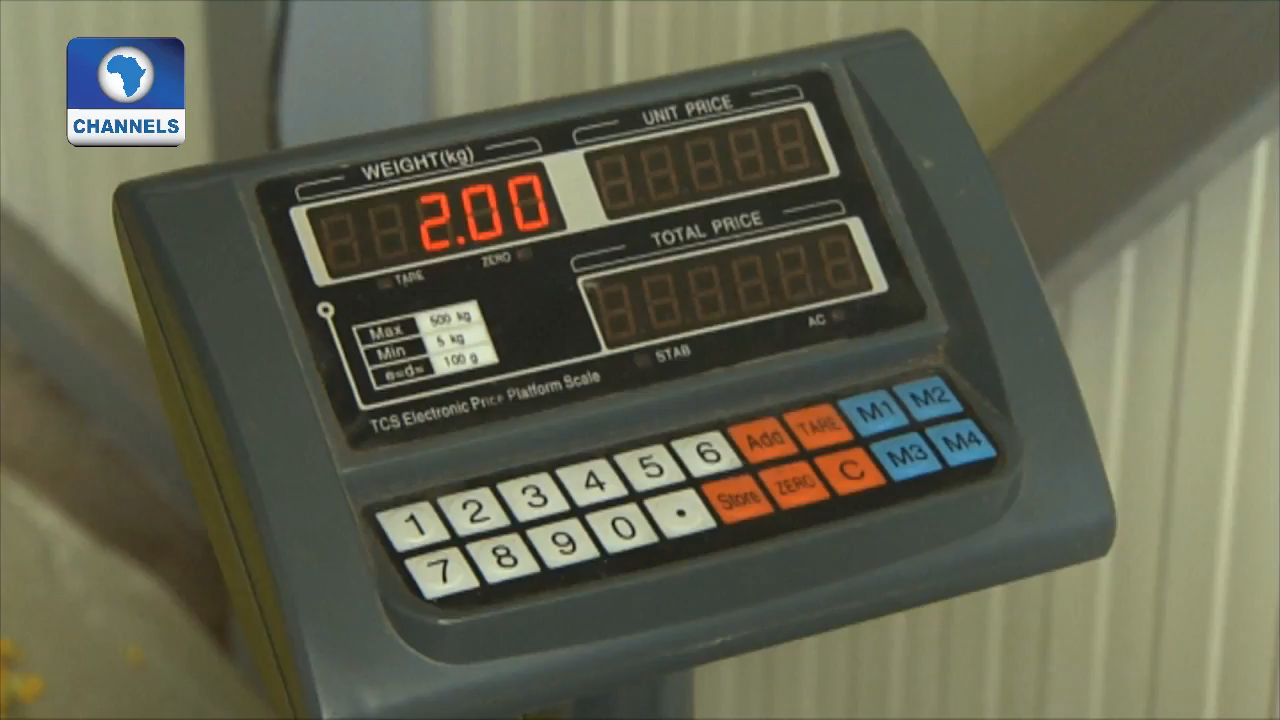 CHANNELS
WEIGHT(kg)
UNIT PRICE
2.00
TARE
ZERO
TOTAL PRICE
Max 500 kg
Min 5 kg
e=d= 100 g
STAB
AC
TCS Electronic Price Platform Scale
1 2 3 4 5 6 Add TARE M1 M2
7 8 9 0 . Store ZERO C M3 M4